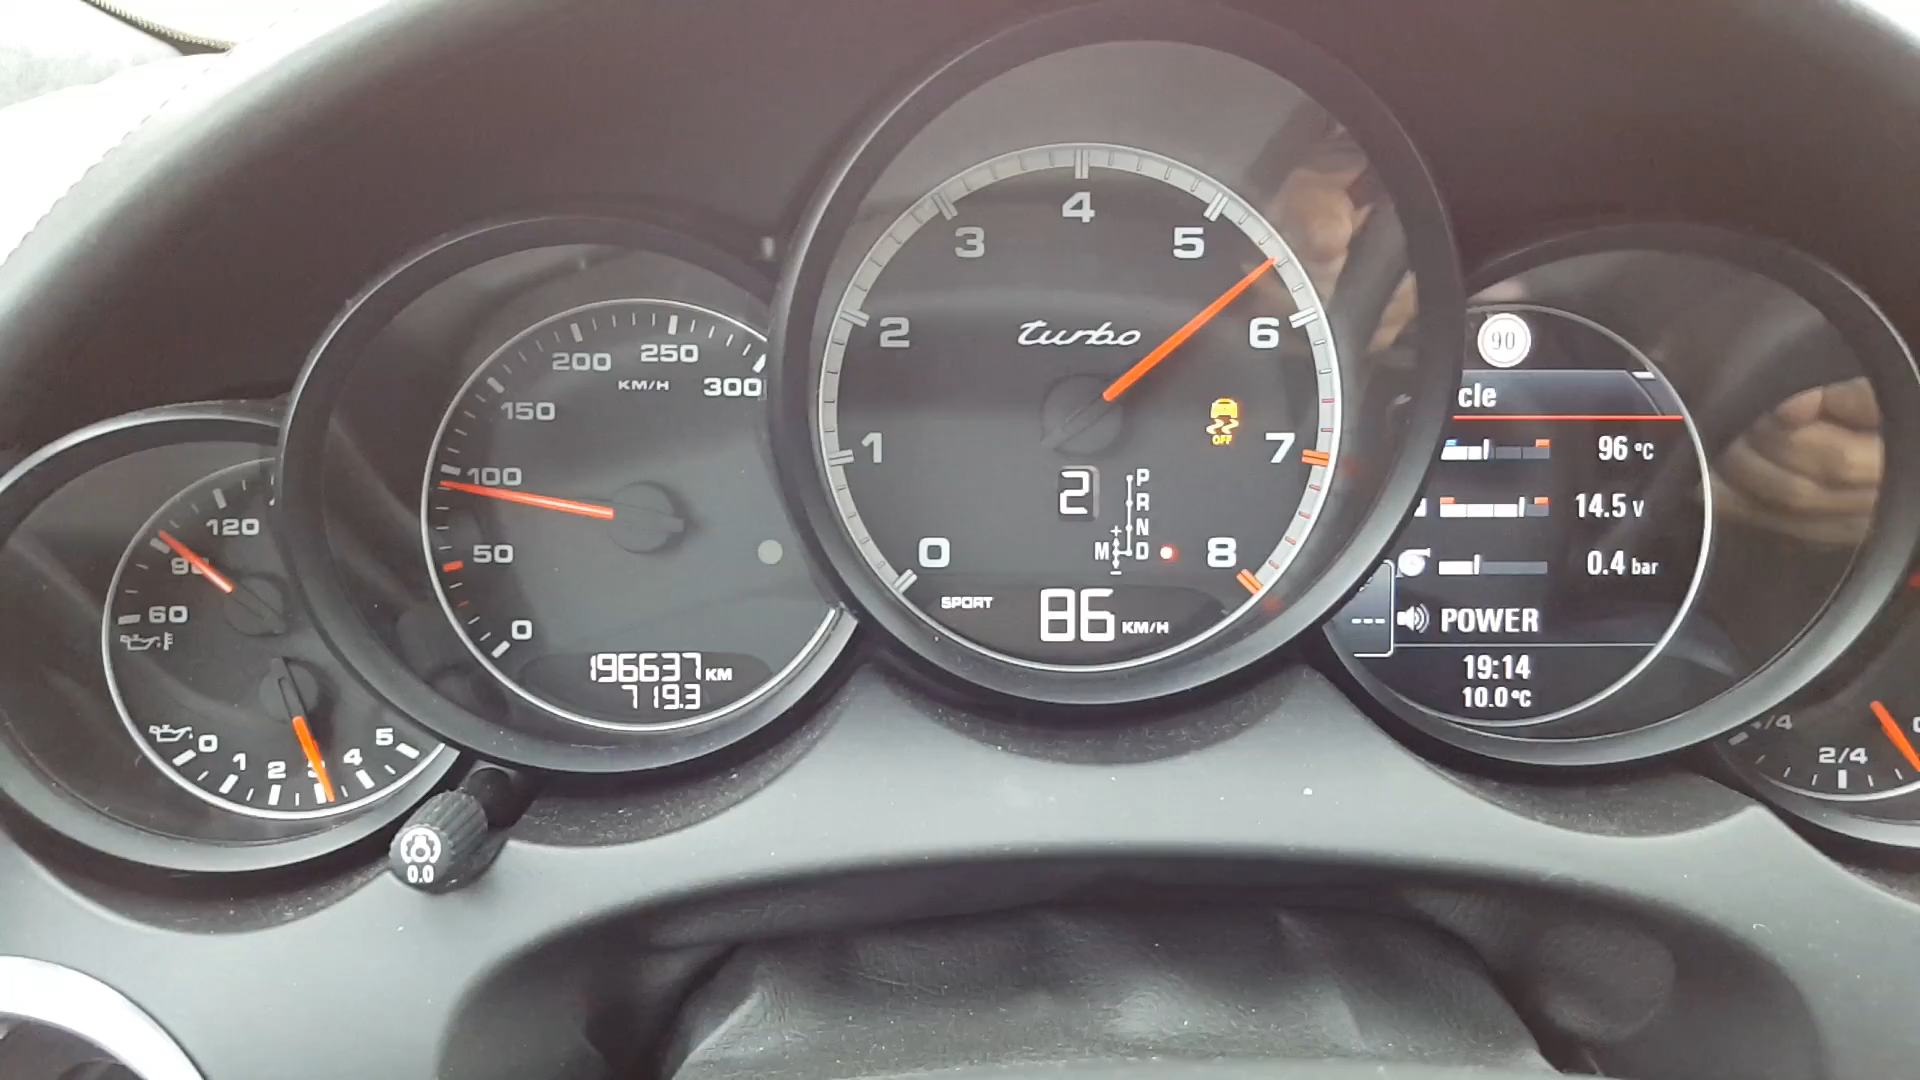 120
90
60
0 1 2 3 4 5
0.0
0 50 100 150 200 250 300
KM/H
196637 KM
719.3
0 1 2 3 4 5 6 7 8
turbo
OFF
2
P
R
N
D
M
+
-
SPORT
86 KM/H
90
cle
96 °C
14.5 V
0.4 bar
--- POWER
19:14
10.0°C
2/4